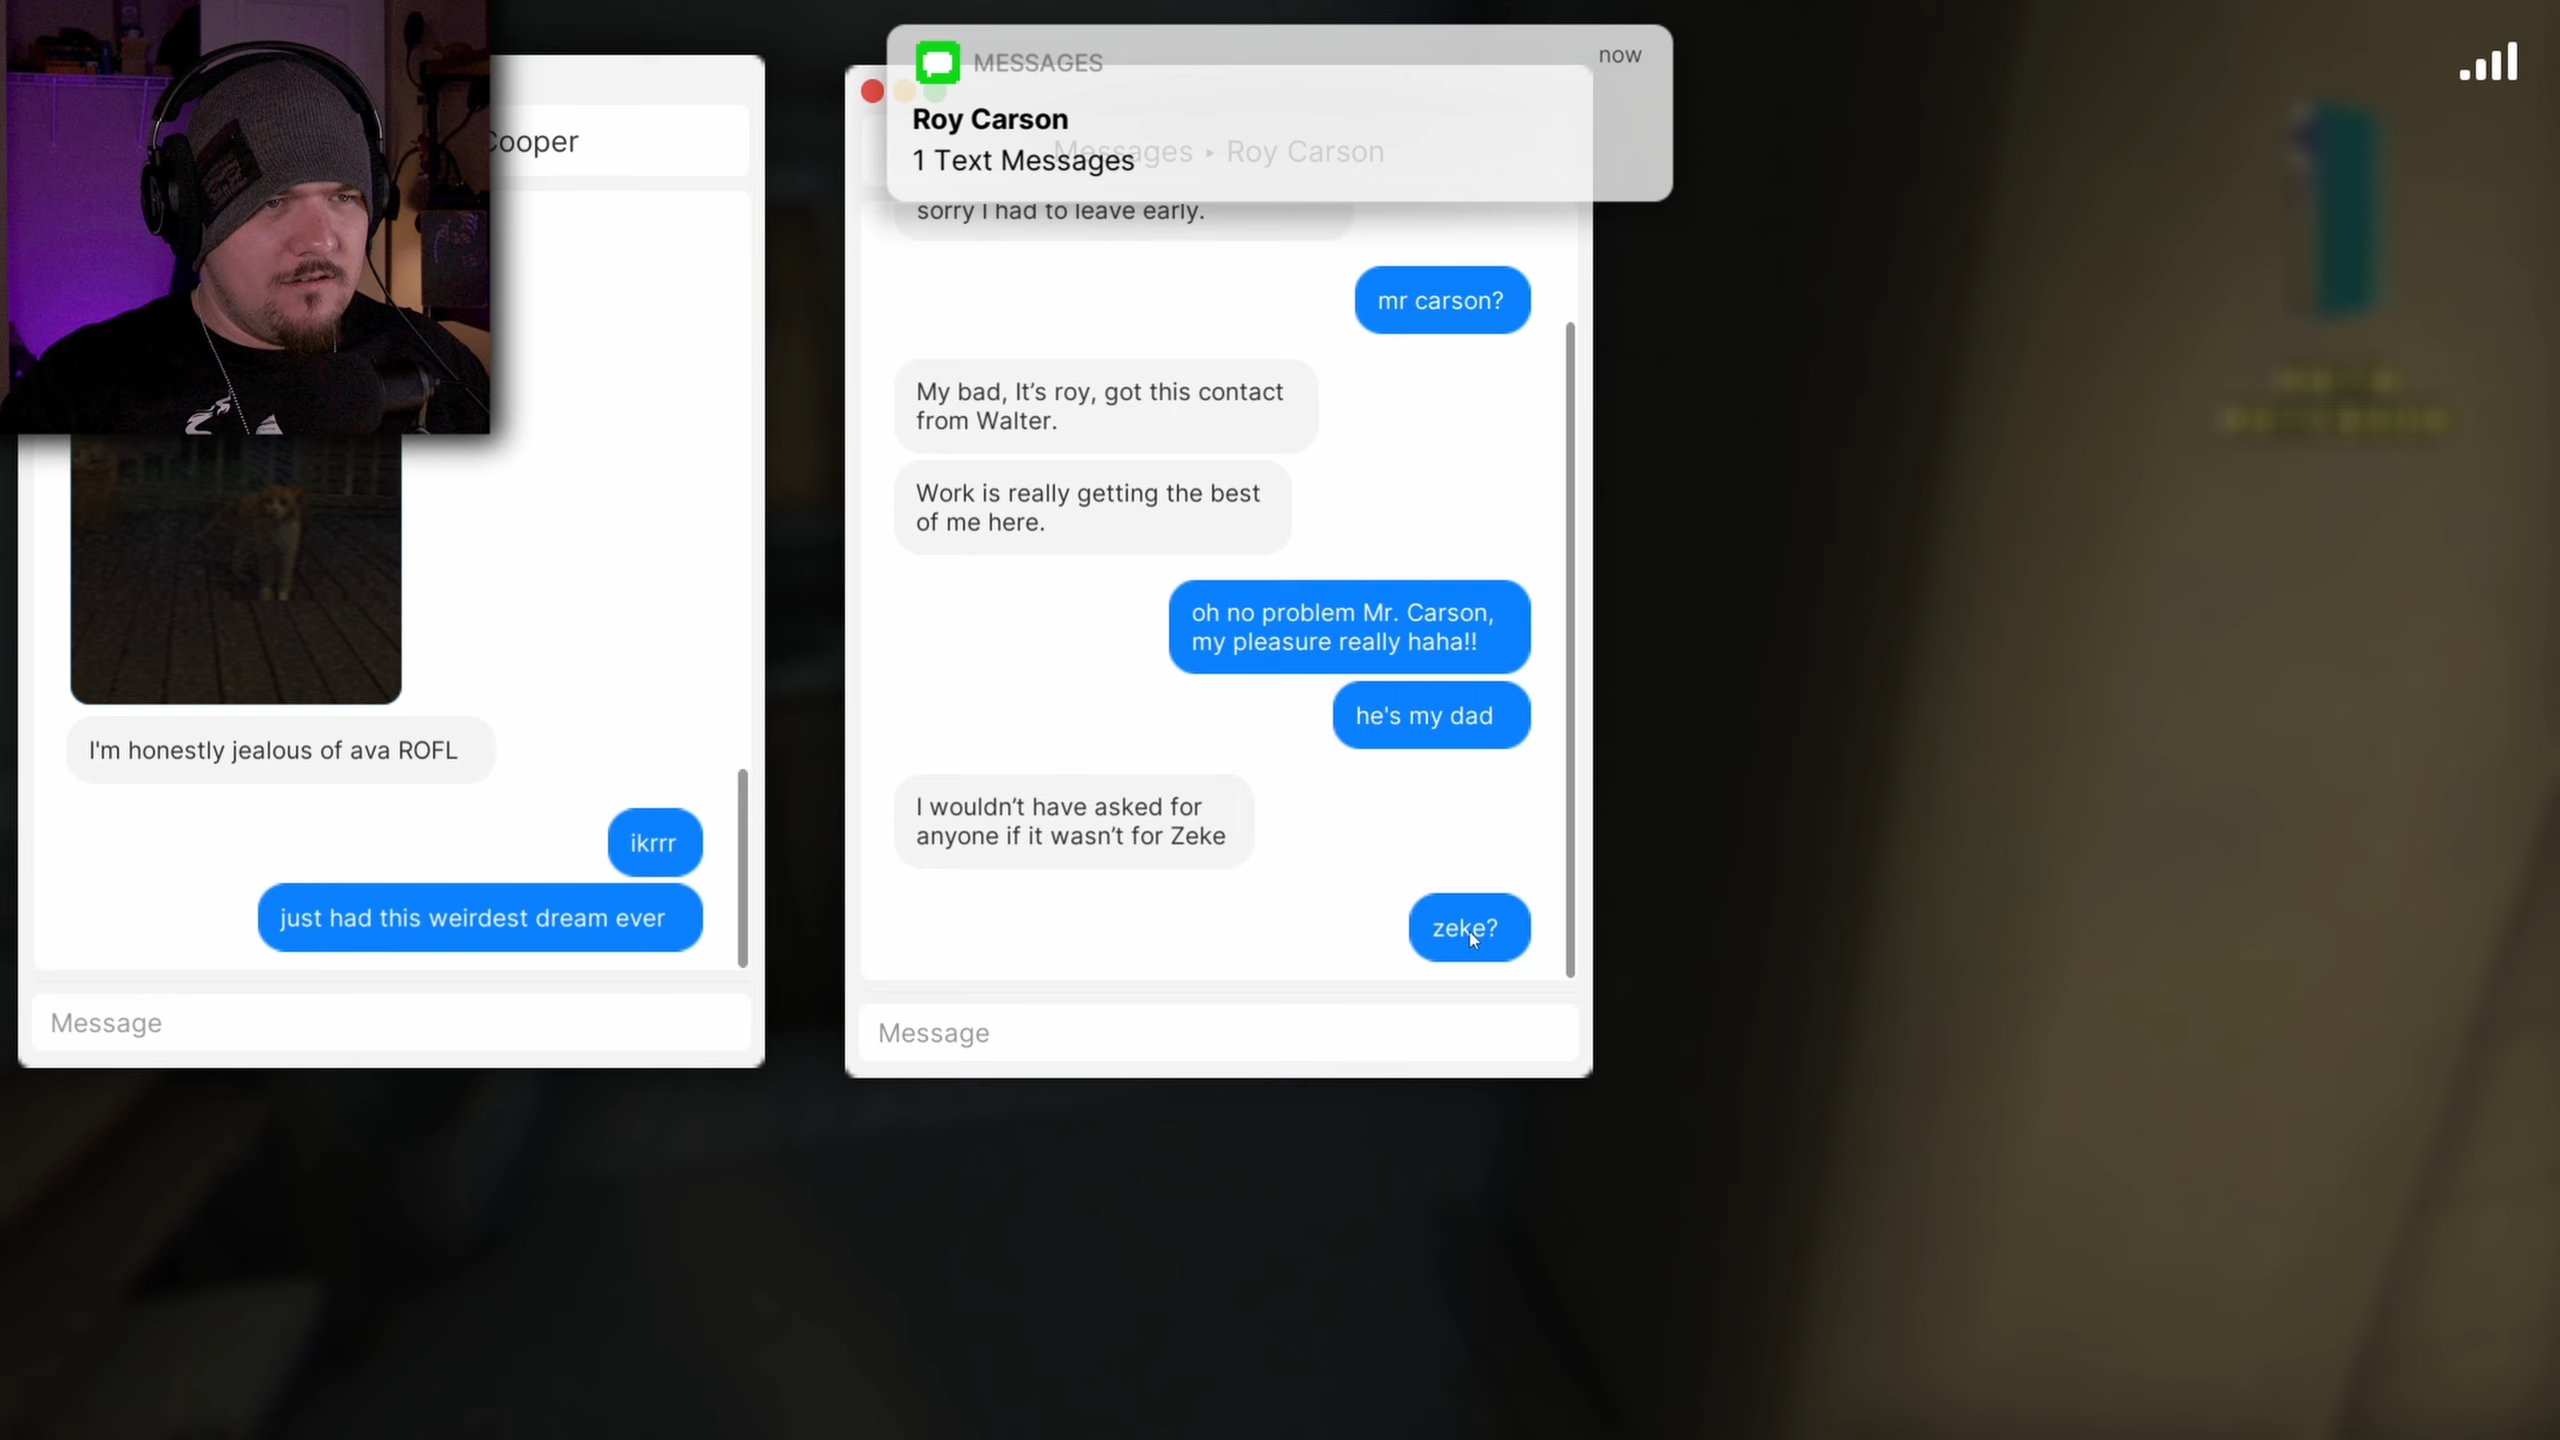 Cooper
I'm honestly jealous of ava ROFL
ikrrr
just had this weirdest dream ever
Message
MESSAGES
now
Roy Carson
1 Text Messages
Messages ‣ Roy Carson
sorry I had to leave early.
mr carson?
My bad, It’s roy, got this contact
from Walter.
Work is really getting the best
of me here.
oh no problem Mr. Carson,
my pleasure really haha!!
he's my dad
I wouldn’t have asked for
anyone if it wasn’t for Zeke
zeke?
Message